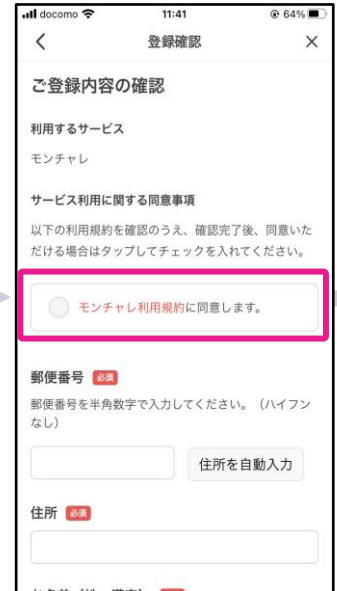 docomo 11:41 64%
登録確認
ご登録内容の確認
利用するサービス
モンチャレ
サービス利用に関する同意事項
以下の利用規約を確認のうえ、確認完了後、同意いた
だける場合はタップしてチェックを入れてください。
モンチャレ利用規約に同意します。
郵便番号 必須
郵便番号を半角数字で入力してください。（ハイフン
なし）
住所を自動入力
住所 必須